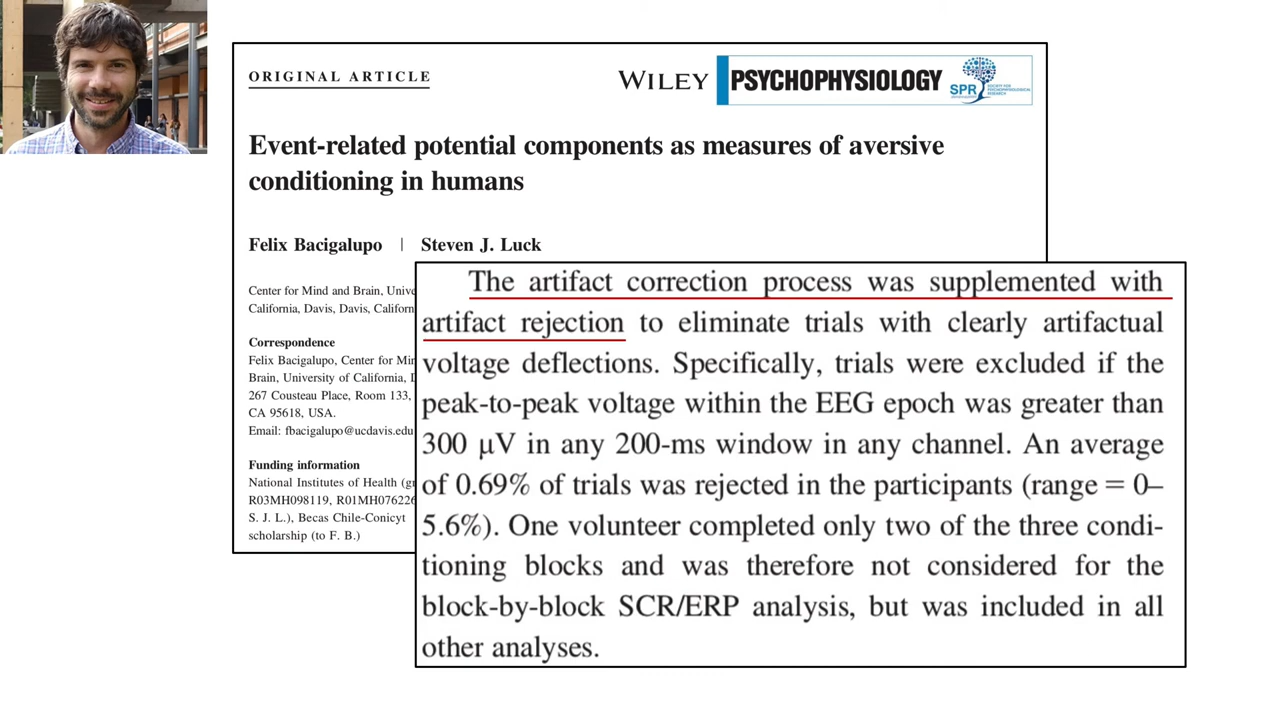 ORIGINAL ARTICLE
WILEY PSYCHOPHYSIOLOGY SPR SOCIETY FOR PSYCHOPHYSIOLOGICAL RESEARCH
Event-related potential components as measures of aversive
conditioning in humans
Felix Bacigalupo | Steven J. Luck
Center for Mind and Brain,
California, Davis, Davis,
Correspondence
Felix Bacigalupo, Center for
Brain, University of California,
267 Cousteau Place, Room 133,
CA 95618, USA.
Email: fbacigalupo@ucdavis.edu
Funding information
National Institutes of Health
R03MH098119, R01MH076226
S. J. L.), Becas Chile-Conicyt
scholarship (to F. B.)
The artifact correction process was supplemented with
artifact rejection to eliminate trials with clearly artifactual
voltage deflections. Specifically, trials were excluded if the
peak-to-peak voltage within the EEG epoch was greater than
300 μV in any 200-ms window in any channel. An average
of 0.69% of trials was rejected in the participants (range = 0–
5.6%). One volunteer completed only two of the three condi-
tioning blocks and was therefore not considered for the
block-by-block SCR/ERP analysis, but was included in all
other analyses.